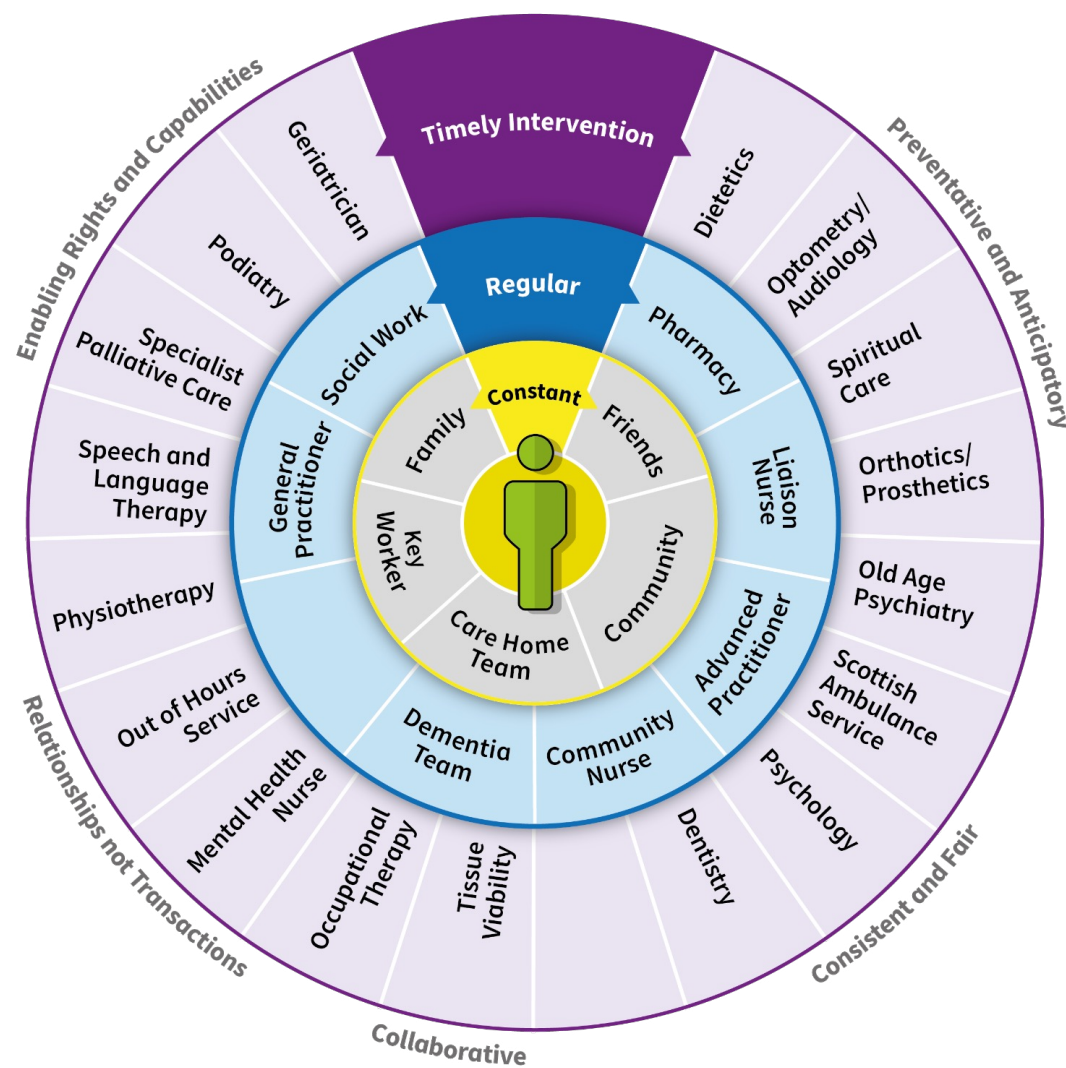 Timely Intervention
Regular
Constant
Friends
Community
Care Home
Team
Key
Worker
Family
Pharmacy
Liaison
Nurse
Advanced
Practitioner
Community
Nurse
Dementia
Team
General
Practitioner
Social Work
Dietetics
Optometry/
Audiology
Spiritual
Care
Orthotics/
Prosthetics
Old Age
Psychiatry
Scottish
Ambulance
Service
Psychology
Dentistry
Tissue
Viability
Occupational
Therapy
Mental Health
Nurse
Out of Hours
Service
Physiotherapy
Speech and
Language
Therapy
Specialist
Palliative Care
Podiatry
Geriatrician
Preventative and Anticipatory
Consistent and Fair
Collaborative
Relationships not Transactions
Enabling Rights and Capabilities